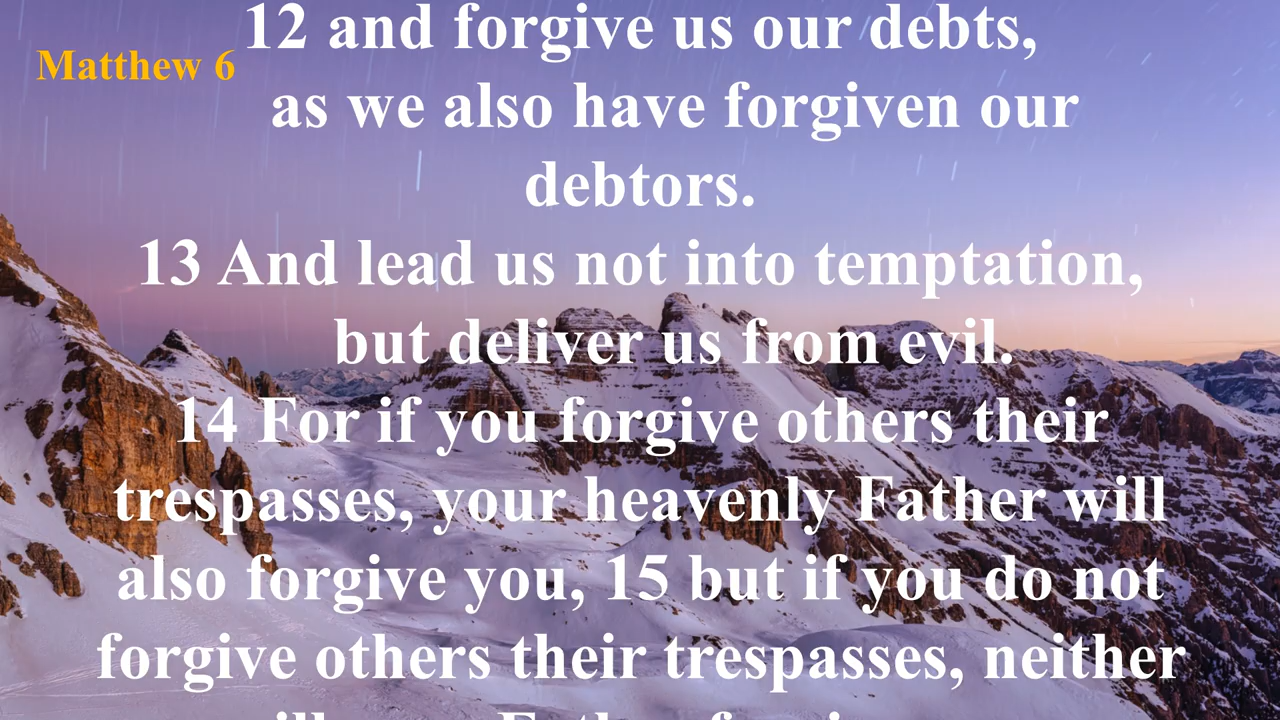 12 and forgive us our debts,
Matthew 6
as we also have forgiven our
debtors.
13 And lead us not into temptation,
but deliver us from evil.
14 For if you forgive others their
trespasses, your heavenly Father will
also forgive you, 15 but if you do not
forgive others their trespasses, neither